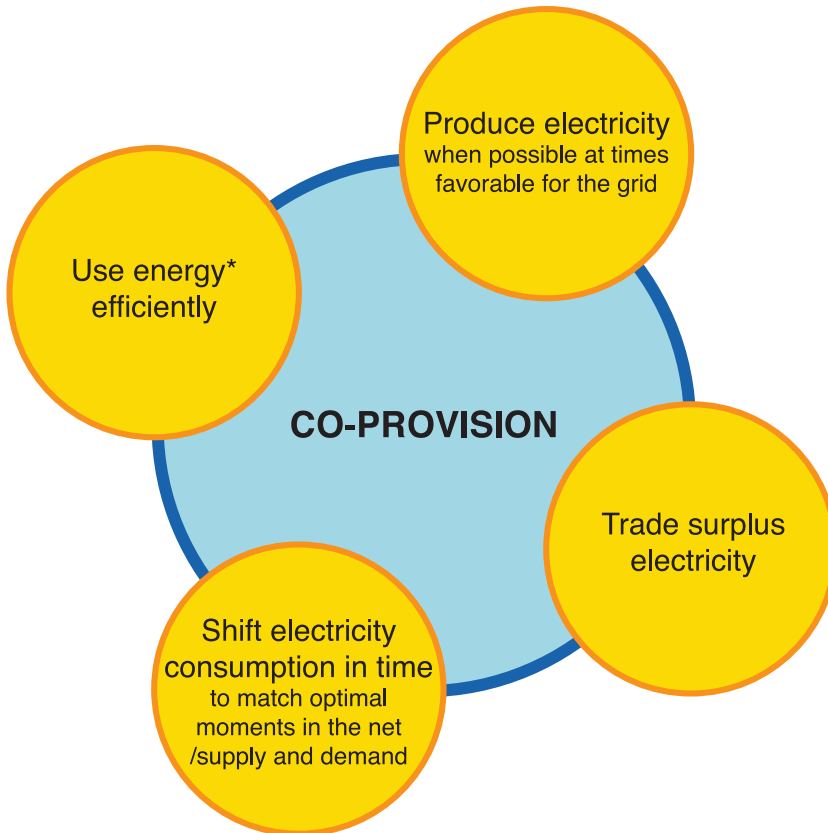 Produce electricity
when possible at times
favorable for the grid
Use energy*
efficiently
CO-PROVISION
Trade surplus
electricity
Shift electricity
consumption in time
to match optimal
moments in the net
/supply and demand